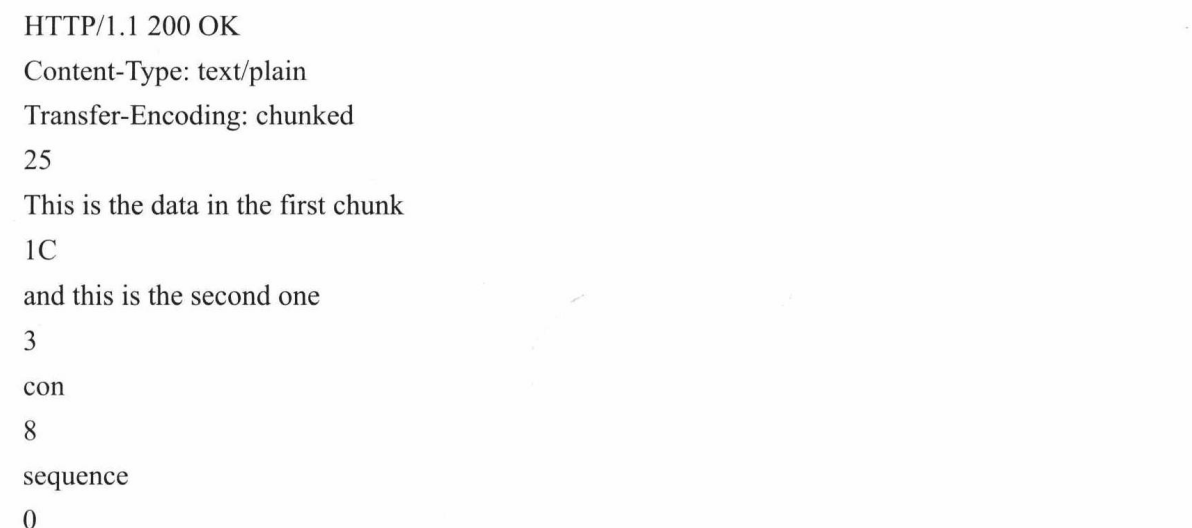 HTTP/1.1 200 OK
Content-Type: text/plain
Transfer-Encoding: chunked
25
This is the data in the first chunk
1C
and this is the second one
3
con
8
sequence
0